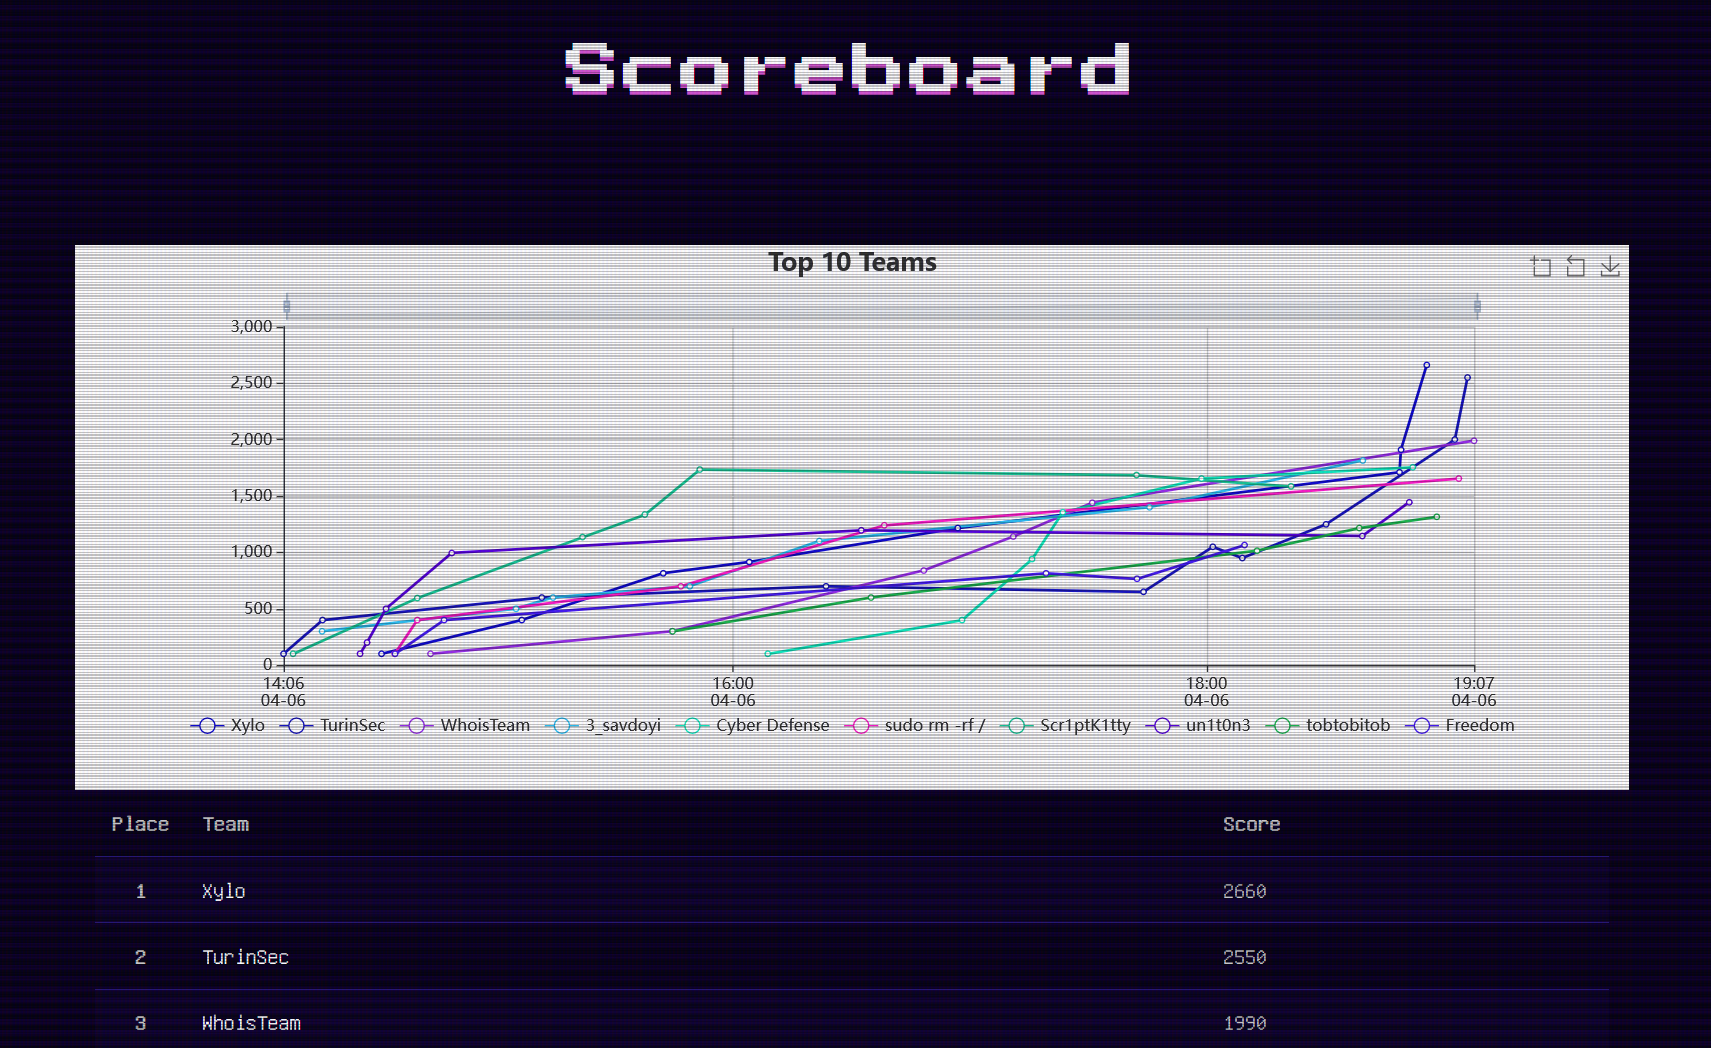 Scoreboard
Top 10 Teams
3,000
2,500
2,000
1,500
1,000
500
0
14:06 16:00 18:00 19:07
04-06 04-06 04-06 04-06
Xylo TurinSec WhoisTeam 3_savdoyi Cyber Defense sudo rm -rf / Scr1ptK1tty un1t0n3 tobtobitob Freedom
Place Team Score
1 Xylo 2660
2 TurinSec 2550
3 WhoisTeam 1990